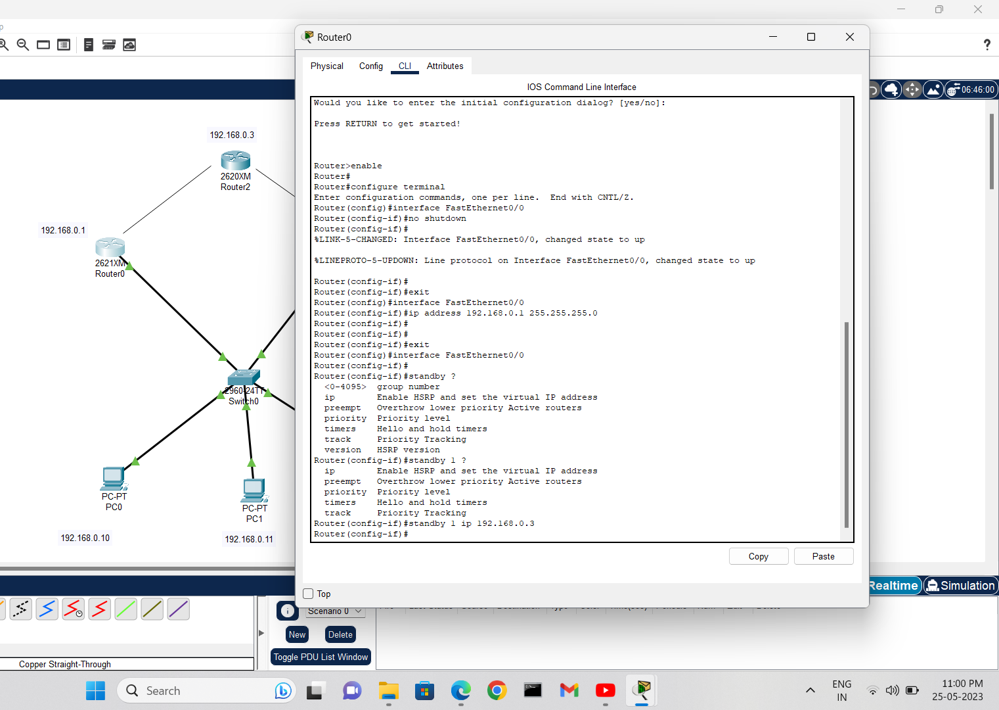 p
Router0
Physical Config CLI Attributes
IOS Command Line Interface
06:46:00
Would you like to enter the initial configuration dialog? [yes/no]:
Press RETURN to get started!
Router>enable
Router#
Router#configure terminal
Enter configuration commands, one per line.  End with CNTL/Z.
Router(config)#interface FastEthernet0/0
Router(config-if)#no shutdown
Router(config-if)#
%LINK-5-CHANGED: Interface FastEthernet0/0, changed state to up
%LINEPROTO-5-UPDOWN: Line protocol on Interface FastEthernet0/0, changed state to up
Router(config-if)#
Router(config-if)#exit
Router(config)#interface FastEthernet0/0
Router(config-if)#ip address 192.168.0.1 255.255.255.0
Router(config-if)#
Router(config-if)#
Router(config-if)#exit
Router(config)#interface FastEthernet0/0
Router(config-if)#
Router(config-if)#standby ?
<0-4095>  group number
ip        Enable HSRP and set the virtual IP address
preempt   Overthrow lower priority Active routers
priority  Priority level
timers    Hello and hold timers
track     Priority Tracking
version   HSRP version
Router(config-if)#standby 1 ?
ip        Enable HSRP and set the virtual IP address
preempt   Overthrow lower priority Active routers
priority  Priority level
timers    Hello and hold timers
track     Priority Tracking
Router(config-if)#standby 1 ip 192.168.0.3
Router(config-if)#
Copy Paste
Top
192.168.0.3
2620XM
Router2
192.168.0.1
2621XM
Router0
2960-24TT
Switch0
PC-PT
PC0
PC-PT
PC1
192.168.0.10
192.168.0.11
Realtime Simulation
Scenario 0
New Delete
Toggle PDU List Window
Copper Straight-Through
Search
ENG
IN
11:00 PM
25-05-2023